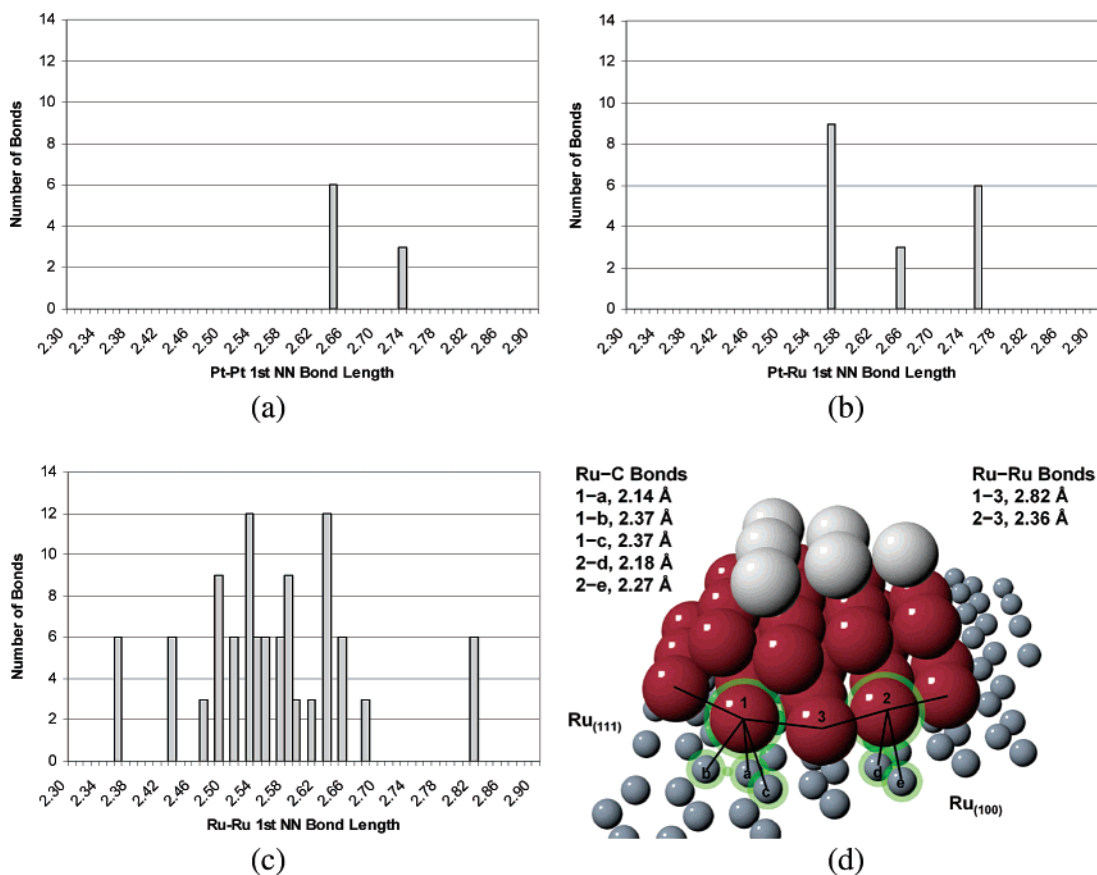 14
12
10
8
6
4
2
0
Number of Bonds
2.30
2.34
2.38
2.42
2.46
2.50
2.54
2.58
2.62
2.66
2.70
2.74
2.78
2.82
2.86
2.90
Pt-Pt 1st NN Bond Length
(a)
14
12
10
8
6
4
2
0
Number of Bonds
2.30
2.34
2.38
2.42
2.46
2.50
2.54
2.58
2.62
2.66
2.70
2.74
2.78
2.82
2.86
2.90
Pt-Ru 1st NN Bond Length
(b)
14
12
10
8
6
4
2
0
Number of Bonds
2.30
2.34
2.38
2.42
2.46
2.50
2.54
2.58
2.62
2.66
2.70
2.74
2.78
2.82
2.86
2.90
Ru-Ru 1st NN Bond Length
(c)
Ru–C Bonds
1–a, 2.14 Å
1–b, 2.37 Å
1–c, 2.37 Å
2–d, 2.18 Å
2–e, 2.27 Å
Ru–Ru Bonds
1–3, 2.82 Å
2–3, 2.36 Å
1
2
3
Ru(111)
b
a
c
d
e
Ru(100)
(d)